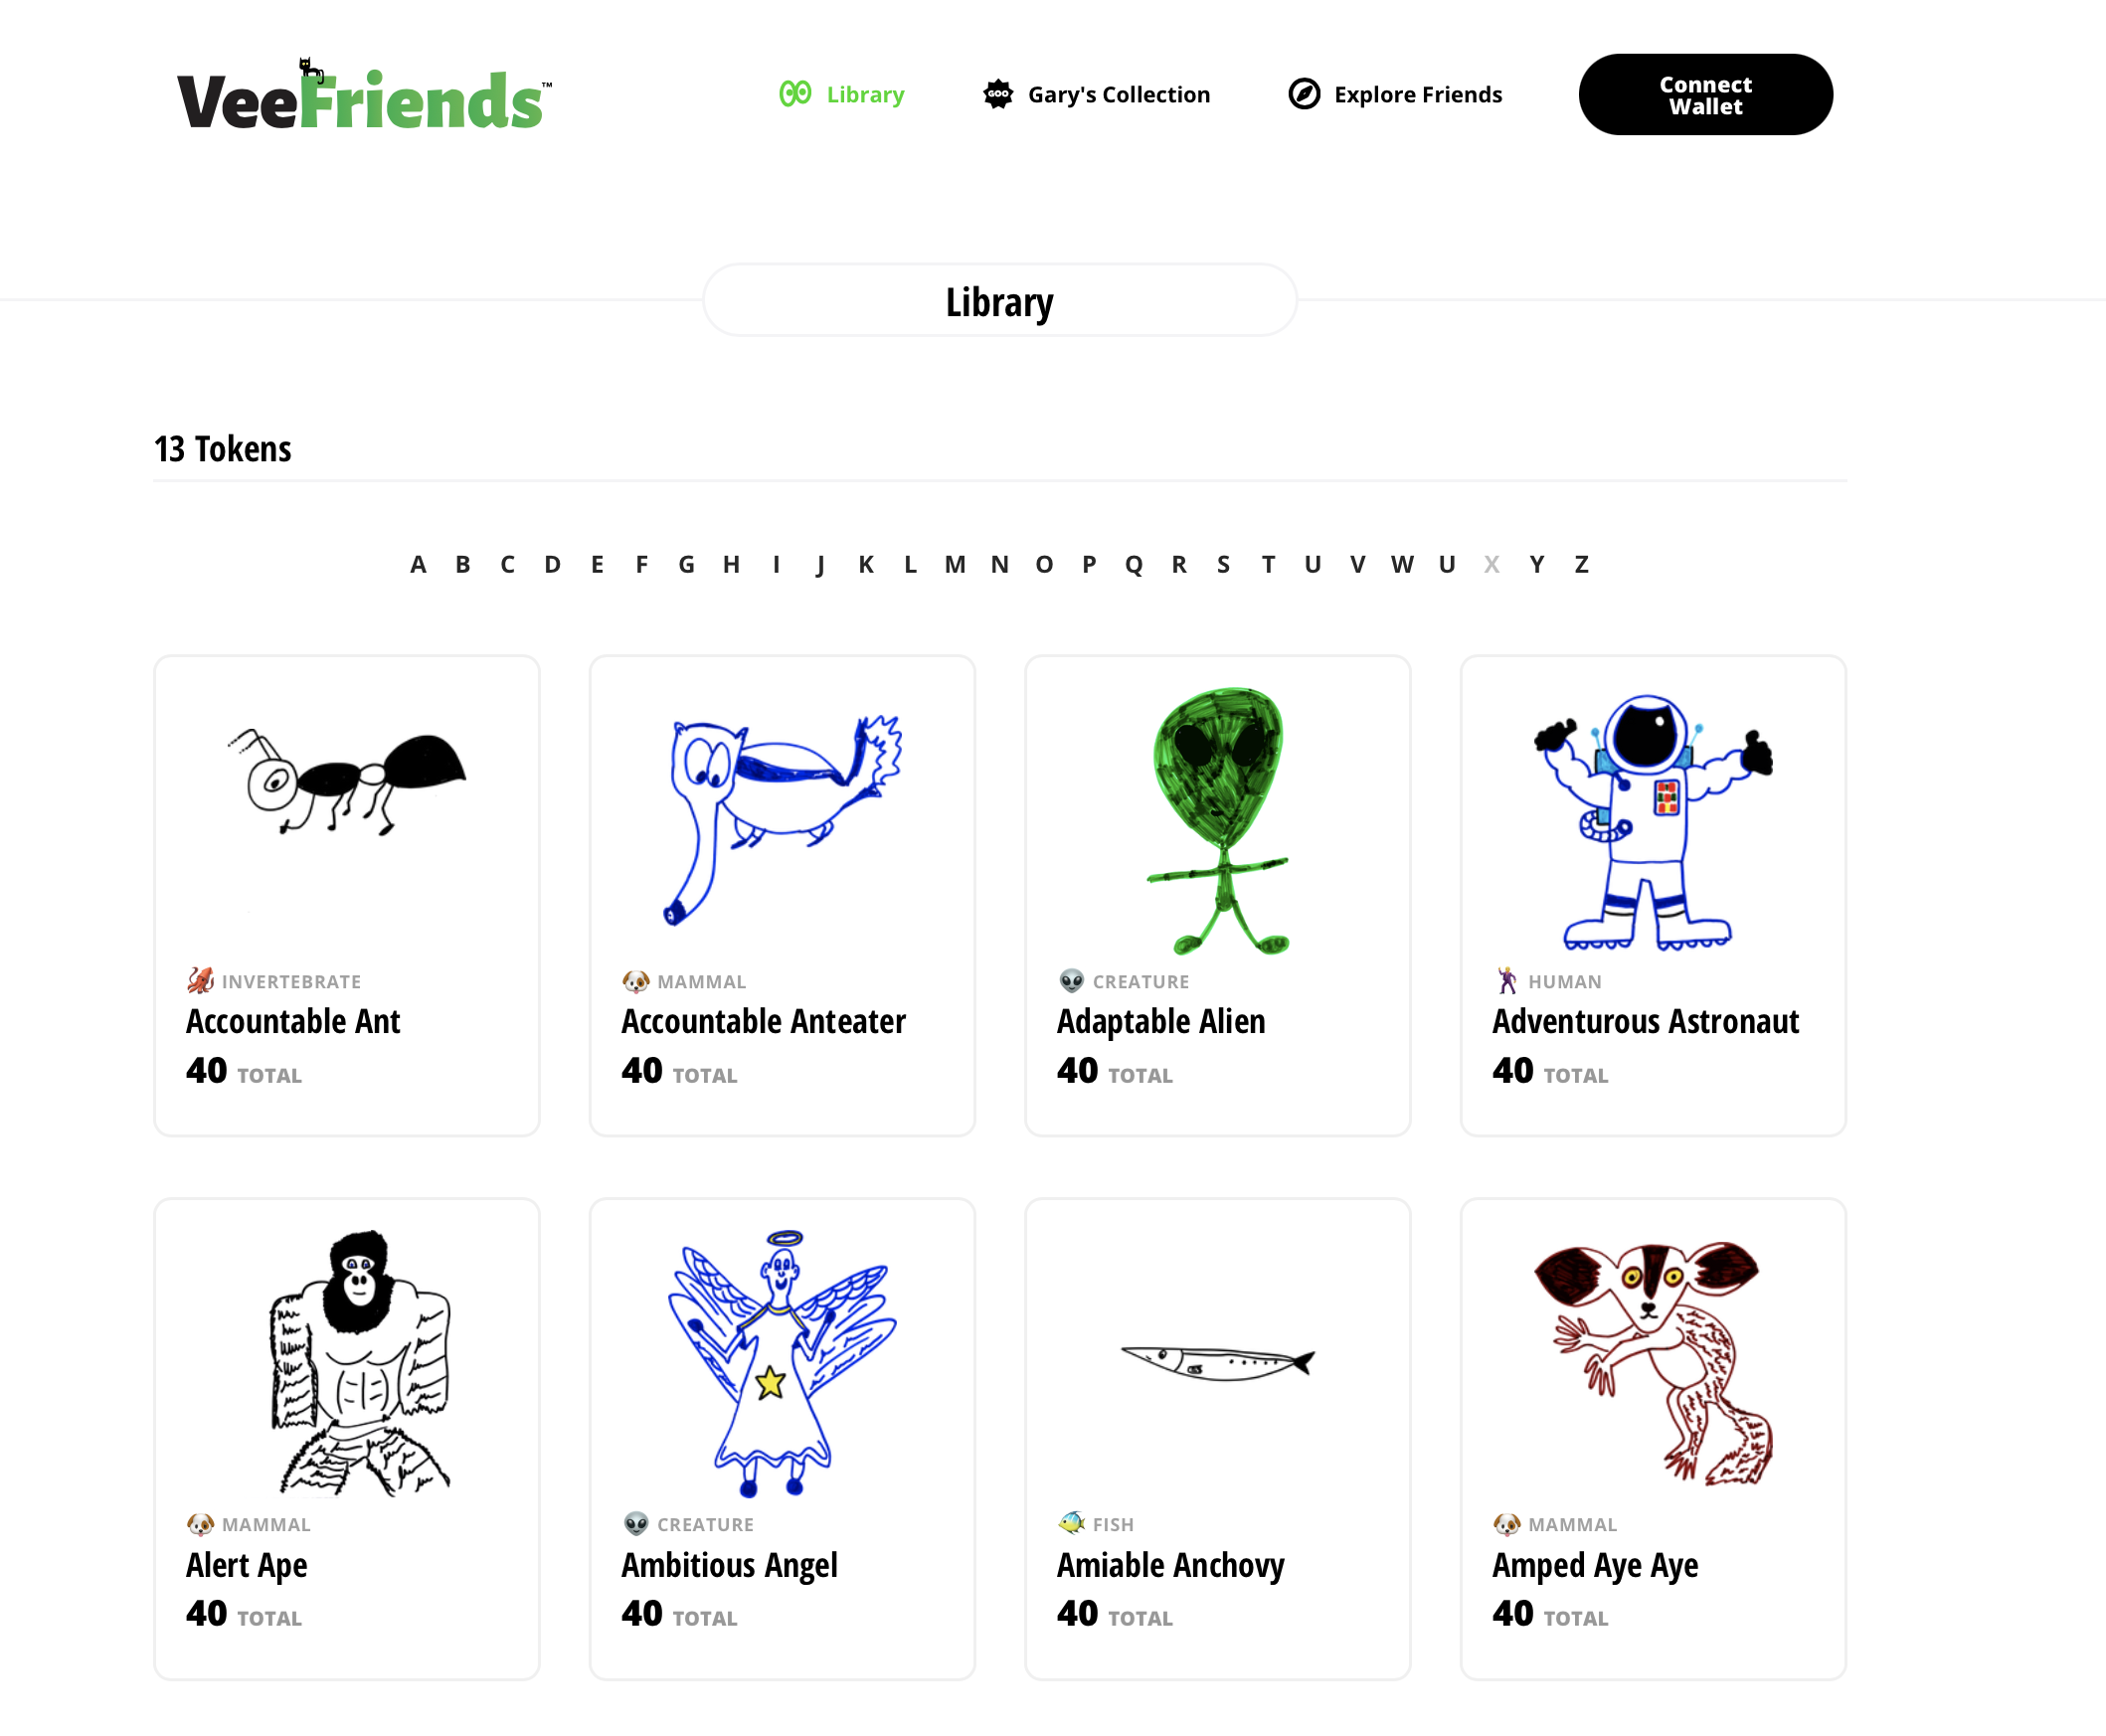 VeeFriends™
Library
GOO
Gary's Collection
Explore Friends
Connect
Wallet
Library
13 Tokens
A B C D E F G H I J K L M N O P Q R S T U V W U X Y Z
INVERTEBRATE
Accountable Ant
40 TOTAL
MAMMAL
Accountable Anteater
40 TOTAL
CREATURE
Adaptable Alien
40 TOTAL
HUMAN
Adventurous Astronaut
40 TOTAL
MAMMAL
Alert Ape
40 TOTAL
CREATURE
Ambitious Angel
40 TOTAL
FISH
Amiable Anchovy
40 TOTAL
MAMMAL
Amped Aye Aye
40 TOTAL